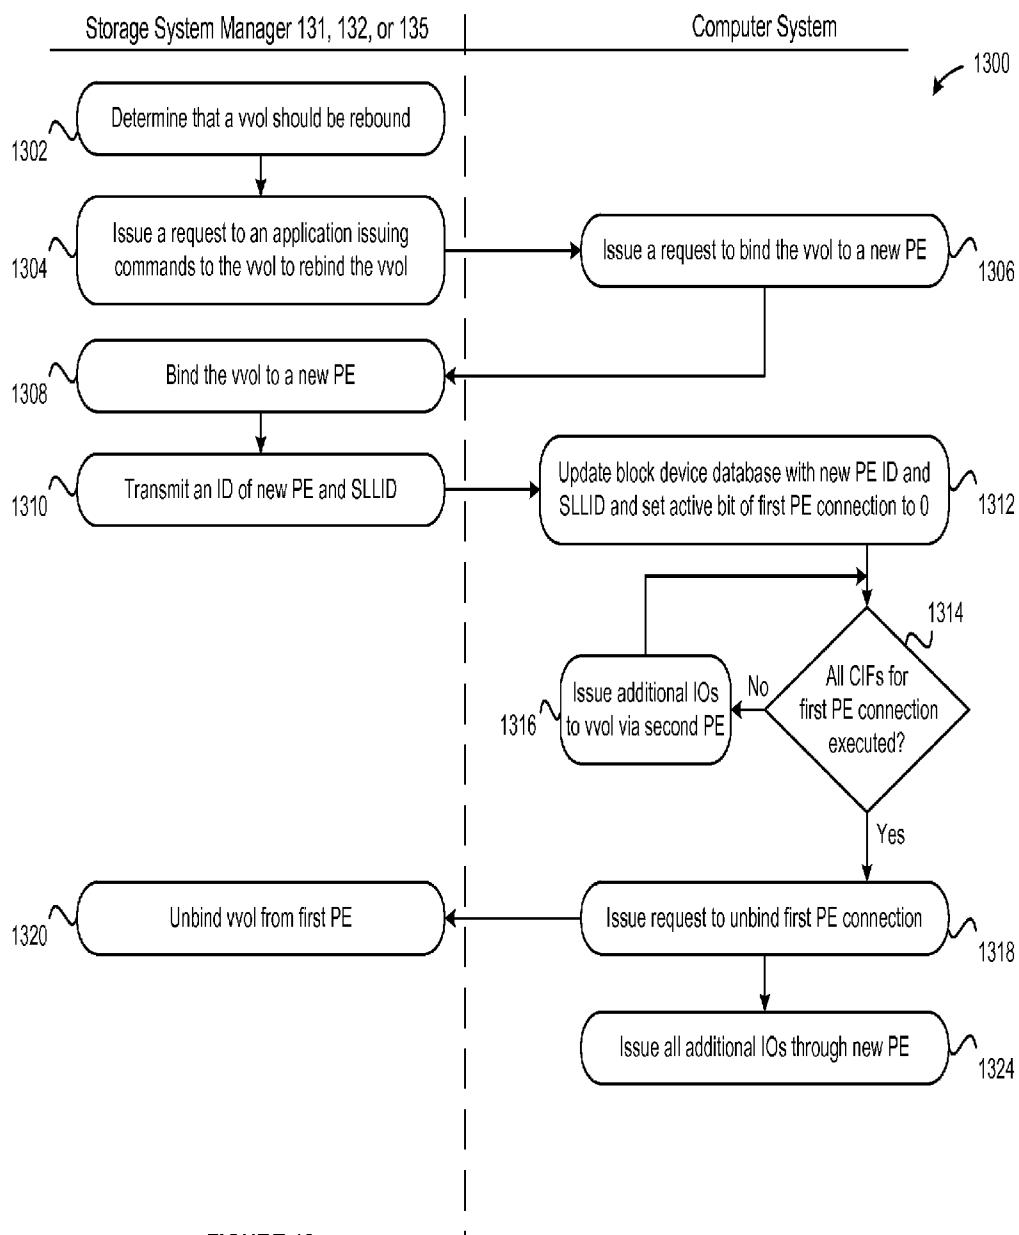 Storage System Manager 131, 132, or 135
Computer System
1300
Determine that a vvol should be rebound
1302
Issue a request to an application issuing
commands to the vvol to rebind the vvol
1304
Issue a request to bind the vvol to a new PE
1306
Bind the vvol to a new PE
1308
Transmit an ID of new PE and SLLID
1310
Update block device database with new PE ID and
SLLID and set active bit of first PE connection to 0
1312
1314
All CIFs for
first PE connection
executed?
No
Issue additional IOs
to vvol via second PE
1316
Yes
Unbind vvol from first PE
1320
Issue request to unbind first PE connection
1318
Issue all additional IOs through new PE
1324